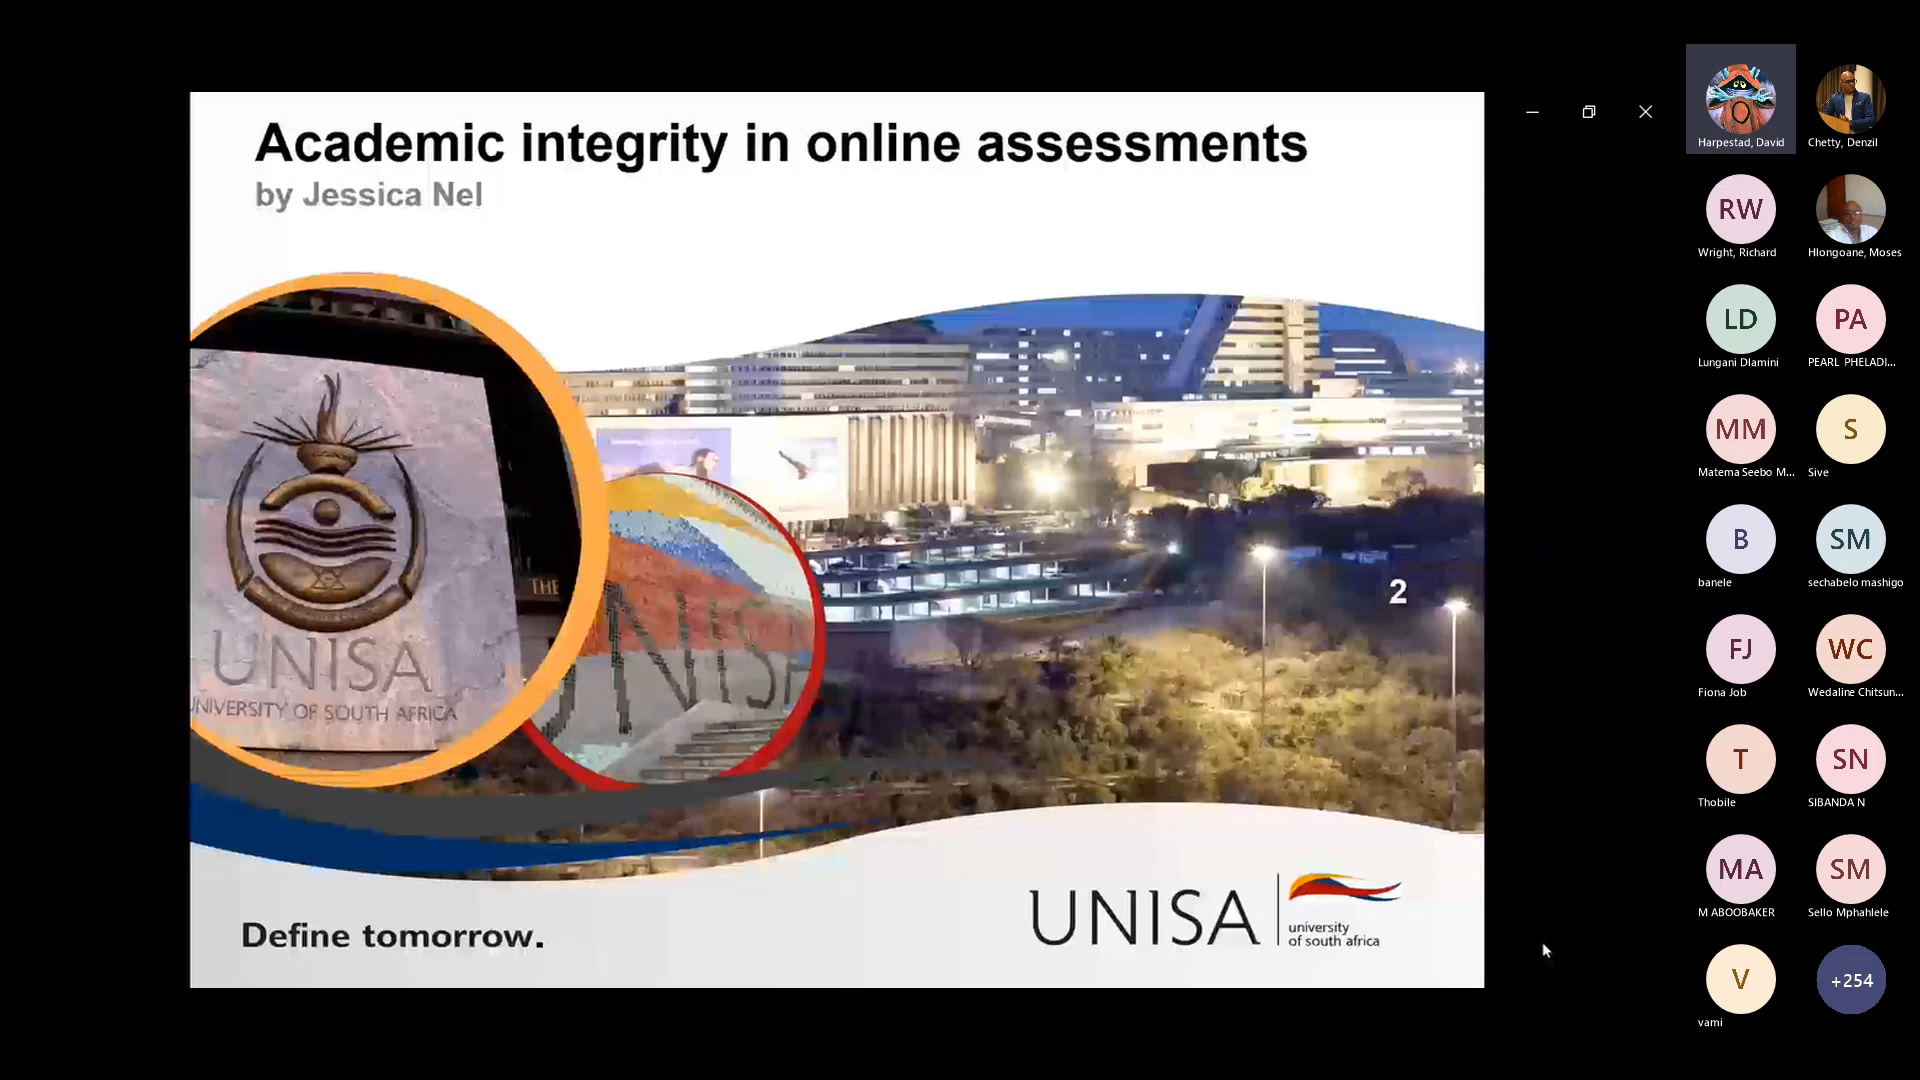 Academic integrity in online assessments
by Jessica Nel
THE
UNISA
UNIVERSITY OF SOUTH AFRICA
UNISA
2
Define tomorrow.
UNISA
university
of south africa
Harpestad, David
Chetty, Denzil
RW
Wright, Richard
Hlongoane, Moses
LD
PA
Lungani Dlamini
PEARL PHELADI...
MM
S
Matema Seebo M...
Sive
B
SM
banele
sechabelo mashigo
FJ
WC
Fiona Job
Wedaline Chitsun...
T
SN
Thobile
SIBANDA N
MA
SM
M ABOOBAKER
Sello Mphahlele
V
+254
vami